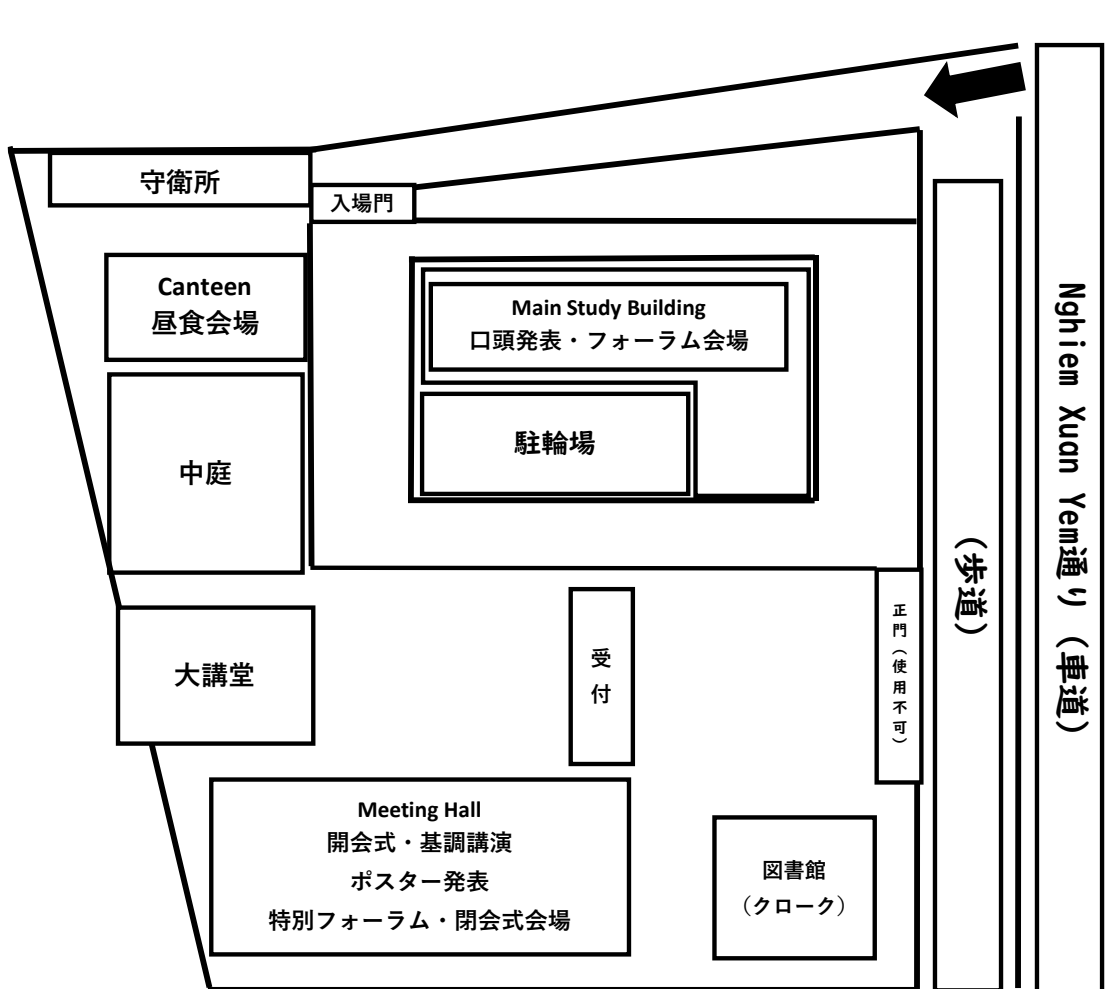 守衛所
入場門
Canteen
昼食会場
Main Study Building
口頭発表・フォーラム会場
駐輪場
中庭
Nghiem Xuan Yem通り（車道）
（歩道）
正門（使用不可）
受付
大講堂
Meeting Hall
開会式・基調講演
ポスター発表
特別フォーラム・閉会式会場
図書館
（クローク）